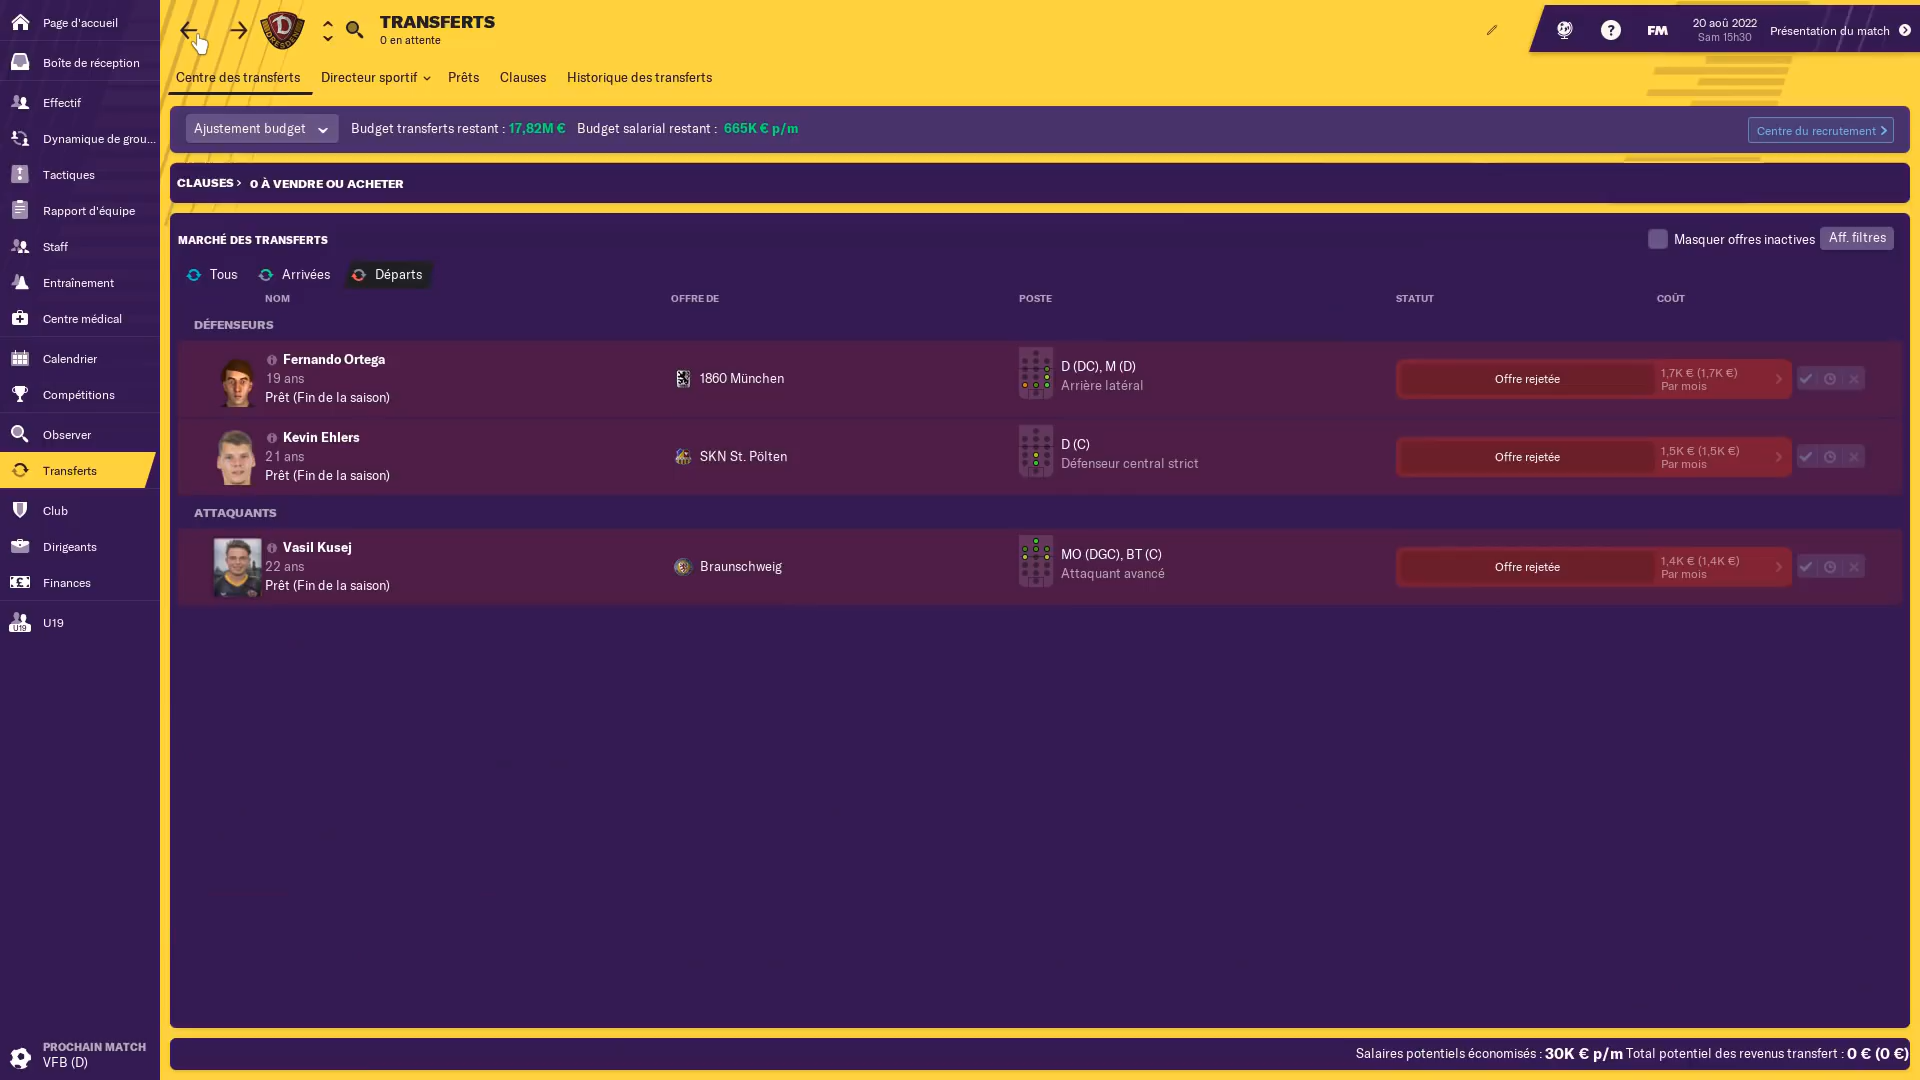 Page d'accueil
Boîte de réception
Effectif
Dynamique de grou...
Tactiques
Rapport d'équipe
Staff
Entraînement
Centre médical
Calendrier
Compétitions
Observer
Transferts
Club
Dirigeants
Finances
U19
U19
PROCHAIN MATCH
VFB (D)
TRANSFERTS
0 en attente
FM
20 aoû 2022
Sam 15h30
Présentation du match
Centre des transferts Directeur sportif Prêts Clauses Historique des transferts
Ajustement budget Budget transferts restant : 17,82M € Budget salarial restant : 665K € p/m Centre du recrutement
CLAUSES > 0 À VENDRE OU ACHETER
MARCHÉ DES TRANSFERTS Masquer offres inactives Aff. filtres
Tous Arrivées Départs
NOM OFFRE DE POSTE STATUT COÛT
DÉFENSEURS
Fernando Ortega
19 ans
Prêt (Fin de la saison)
1860 München
D (DC), M (D)
Arrière latéral
Offre rejetée
1,7K € (1,7K €)
Par mois
Kevin Ehlers
21 ans
Prêt (Fin de la saison)
SKN St. Pölten
D (C)
Défenseur central strict
Offre rejetée
1,5K € (1,5K €)
Par mois
ATTAQUANTS
Vasil Kusej
22 ans
Prêt (Fin de la saison)
Braunschweig
MO (DGC), BT (C)
Attaquant avancé
Offre rejetée
1,4K € (1,4K €)
Par mois
Salaires potentiels économisés : 30K € p/m Total potentiel des revenus transfert : 0 € (0 €)